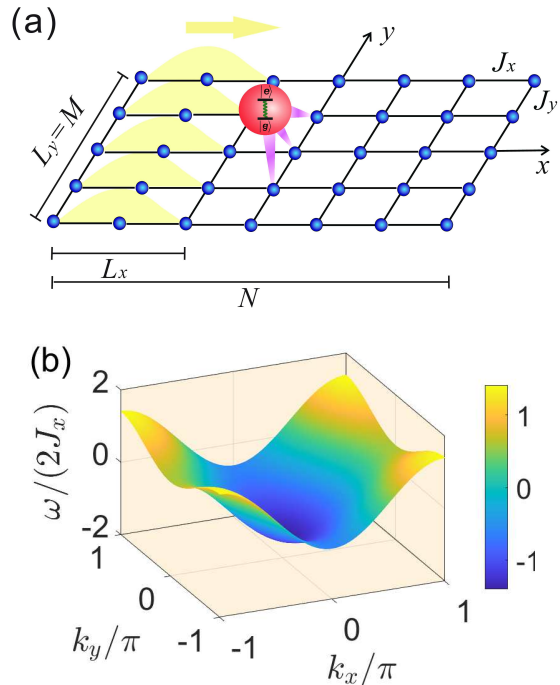 (a)
y
J_x
J_y
|e⟩
|g⟩
L_y=M
x
L_x
N
(b)
2
0
-2
ω/(2J_x)
1
0
-1
k_y/π
-1
0
1
k_x/π
1
0
-1